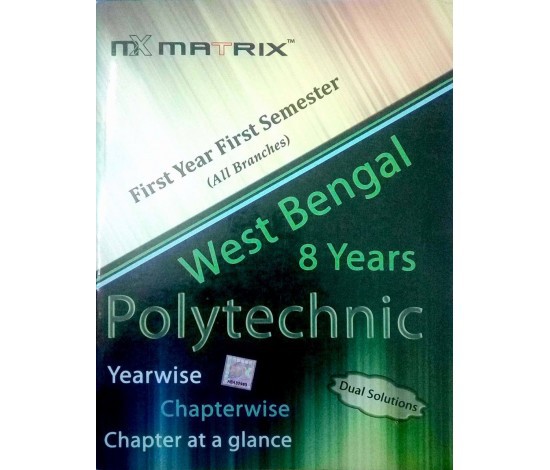 mx MATRIX™
First Year First Semester
(All Branches)
West Bengal
8 Years
Polytechnic
Yearwise
Chapterwise
Chapter at a glance
Dual Solutions